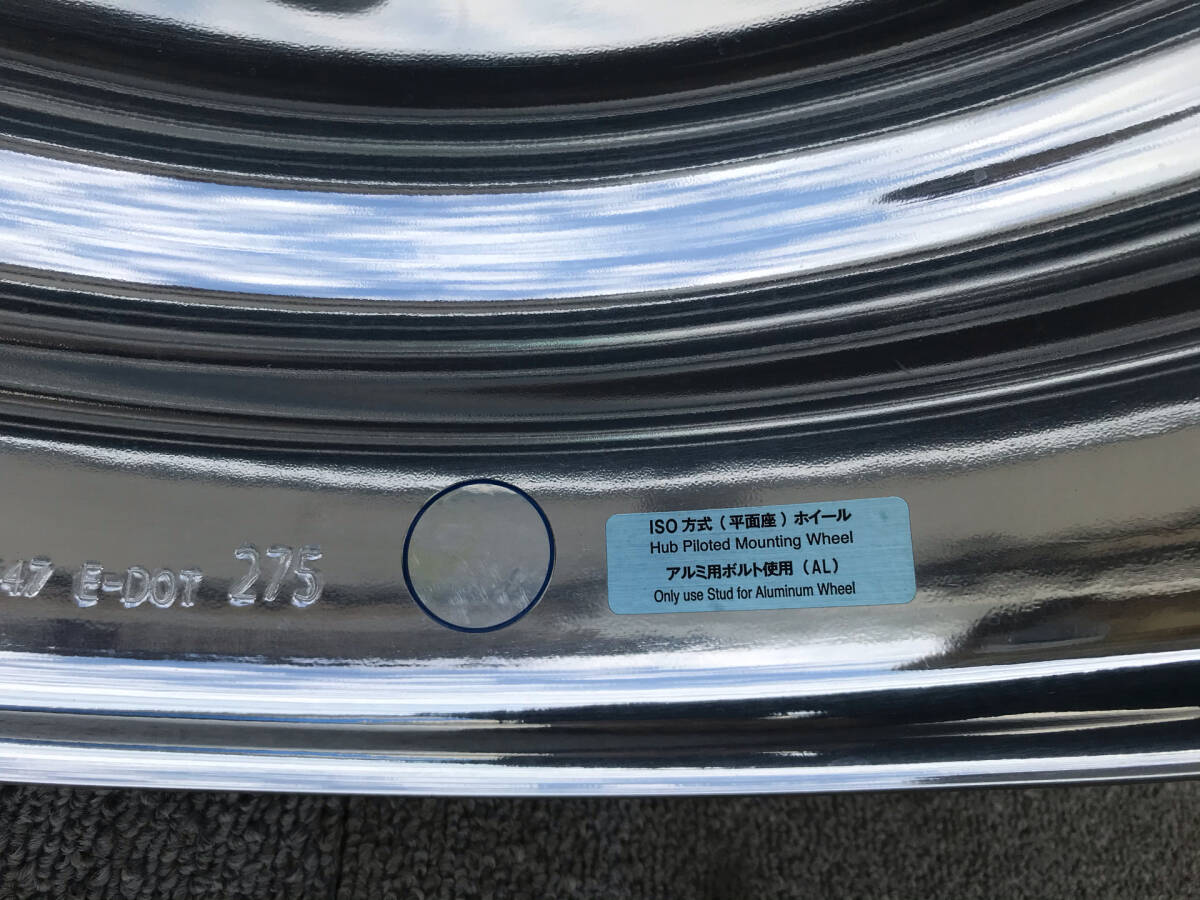 47 E-DOT 275
ISO 方式 ( 平面座 ) ホイール
Hub Piloted Mounting Wheel
アルミ用ボルト使用 ( AL )
Only use Stud for Aluminum Wheel